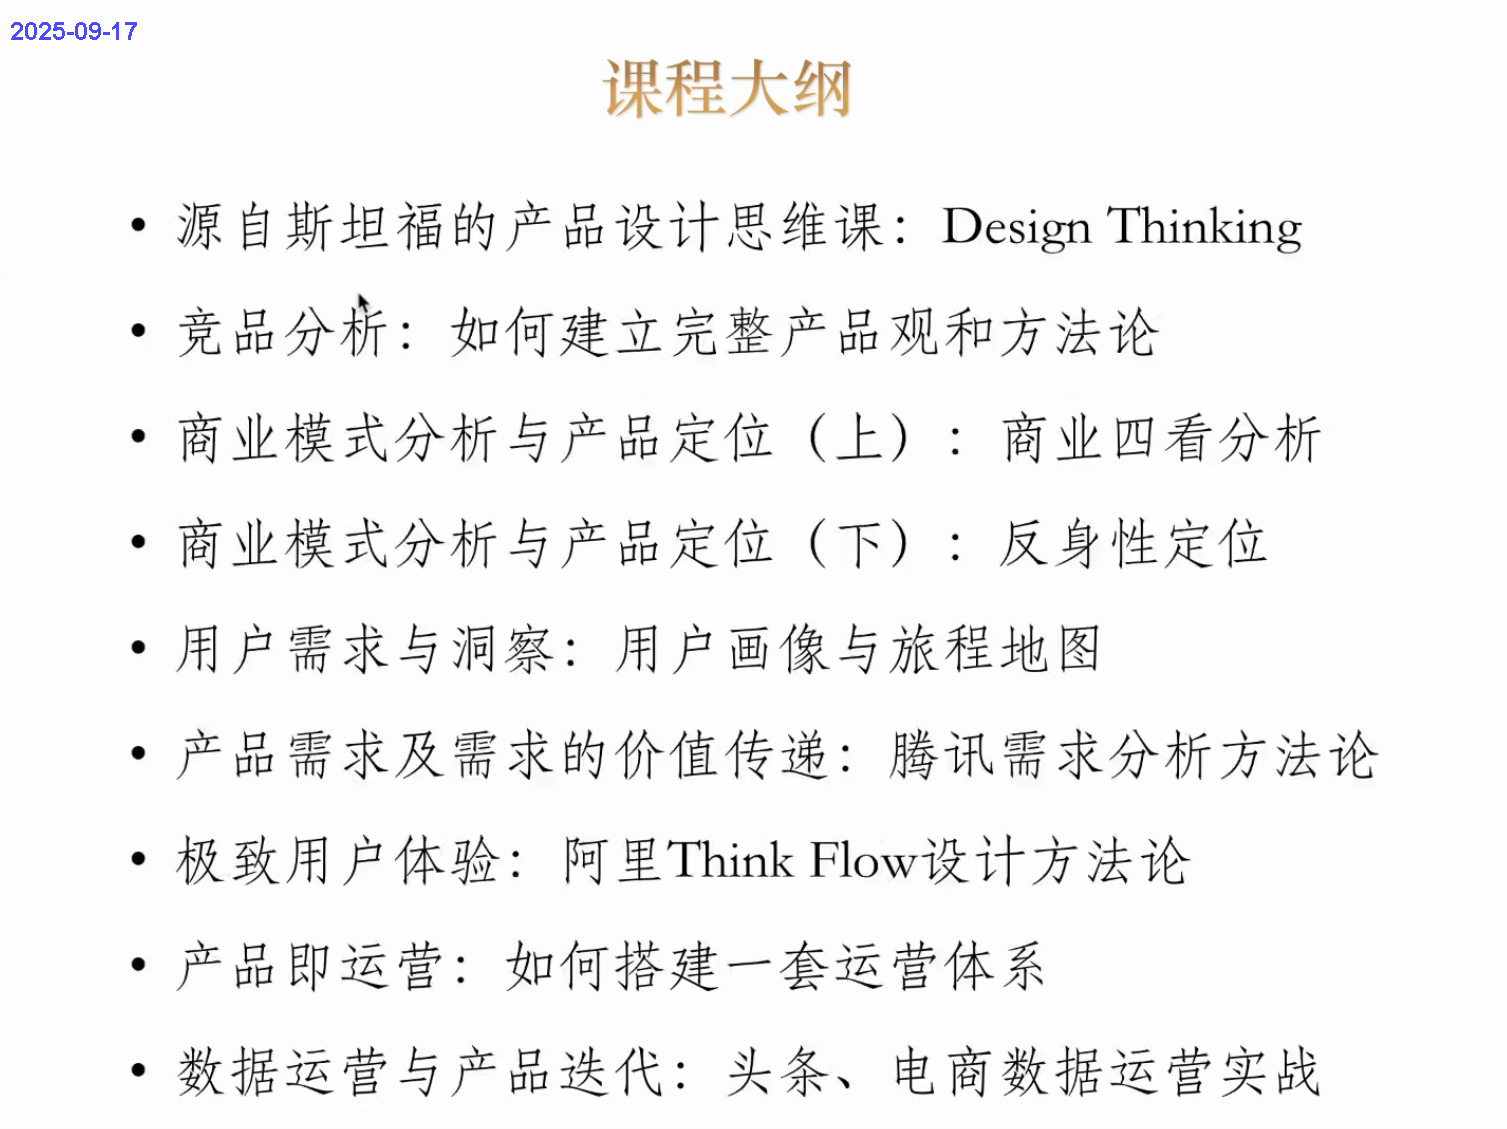 2025-09-17
课程大纲
• 源自斯坦福的产品设计思维课：Design Thinking
• 竞品分析：如何建立完整产品观和方法论
• 商业模式分析与产品定位（上）：商业四看分析
• 商业模式分析与产品定位（下）：反身性定位
• 用户需求与洞察：用户画像与旅程地图
• 产品需求及需求的价值传递：腾讯需求分析方法论
• 极致用户体验：阿里Think Flow设计方法论
• 产品即运营：如何搭建一套运营体系
• 数据运营与产品迭代：头条、电商数据运营实战